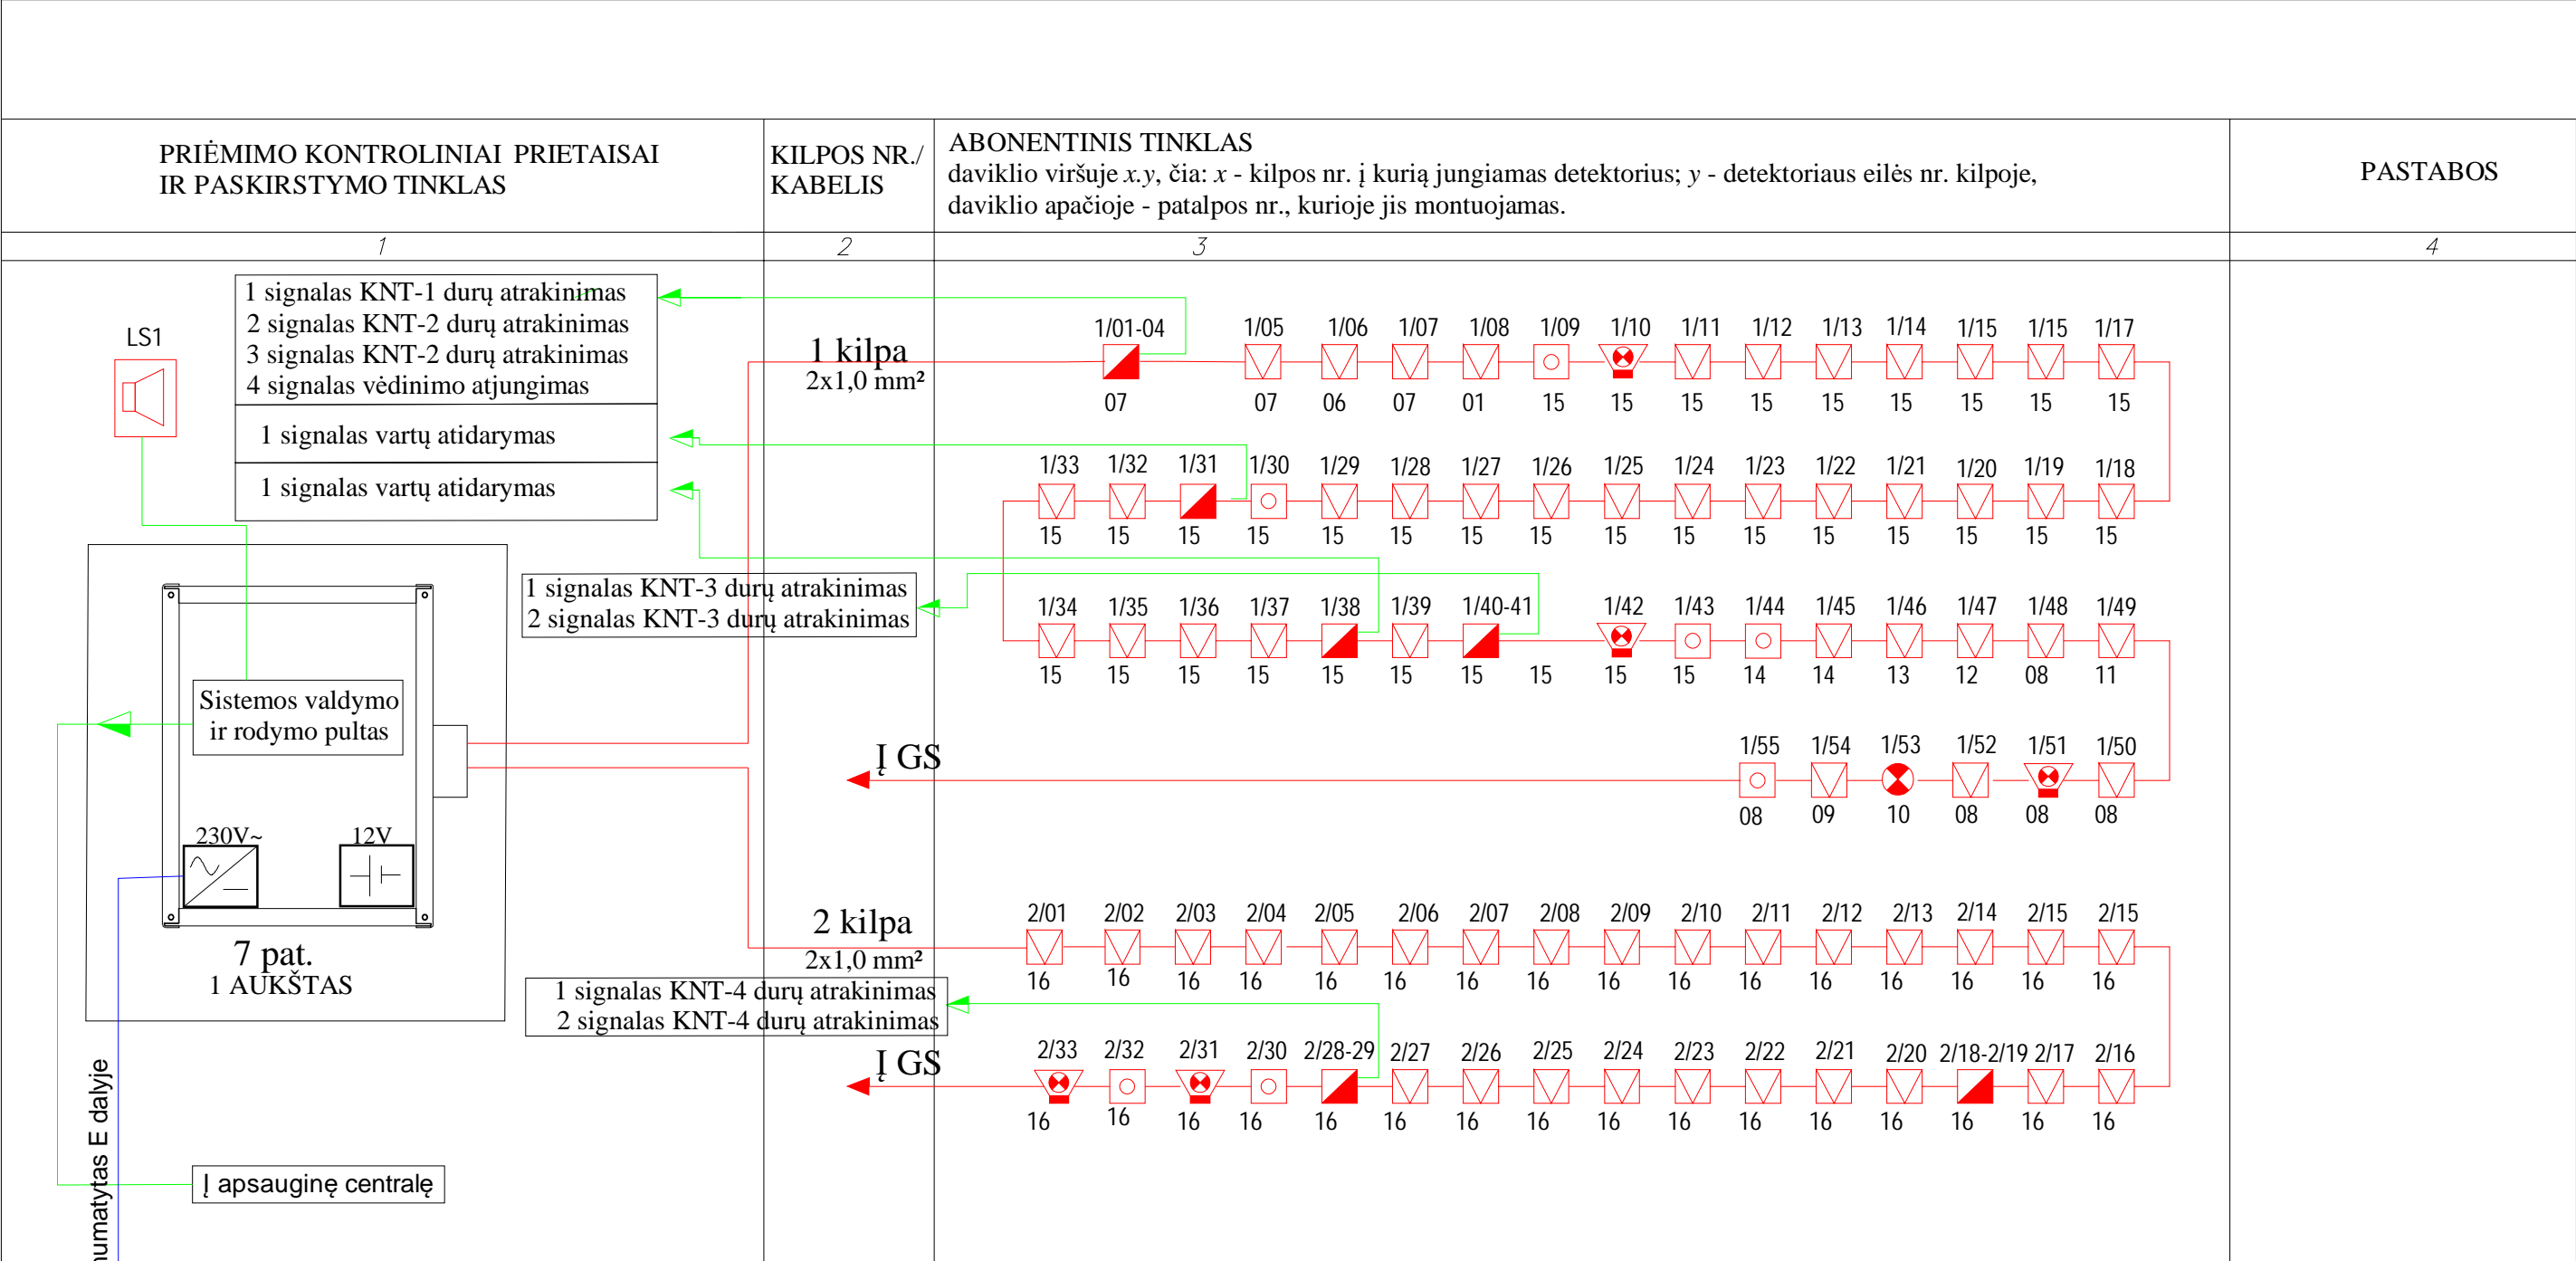 PRIĖMIMO KONTROLINIAI PRIETAISAI
IR PASKIRSTYMO TINKLAS
KILPOS NR./
KABELIS
ABONENTINIS TINKLAS
daviklio viršuje x.y, čia: x - kilpos nr. į kurią jungiamas detektorius; y - detektoriaus eilės nr. kilpoje,
daviklio apačioje - patalpos nr., kurioje jis montuojamas.
PASTABOS
1 2 3 4
1 signalas KNT-1 durų atrakinimas
2 signalas KNT-2 durų atrakinimas
3 signalas KNT-2 durų atrakinimas
4 signalas vėdinimo atjungimas
1 signalas vartų atidarymas
1 signalas vartų atidarymas
LS1
1 kilpa
2x1,0 mm²
1/01-04 1/05 1/06 1/07 1/08 1/09 1/10 1/11 1/12 1/13 1/14 1/15 1/15 1/17
07 07 06 07 01 15 15 15 15 15 15 15 15 15
1/33 1/32 1/31 1/30 1/29 1/28 1/27 1/26 1/25 1/24 1/23 1/22 1/21 1/20 1/19 1/18
15 15 15 15 15 15 15 15 15 15 15 15 15 15 15 15
1 signalas KNT-3 durų atrakinimas
2 signalas KNT-3 durų atrakinimas
1/34 1/35 1/36 1/37 1/38 1/39 1/40-41 1/42 1/43 1/44 1/45 1/46 1/47 1/48 1/49
15 15 15 15 15 15 15 15 15 15 14 14 13 12 08 11
Sistemos valdymo
ir rodymo pultas
Į GS
1/55 1/54 1/53 1/52 1/51 1/50
08 09 10 08 08 08
230V~ 12V
7 pat.
1 AUKŠTAS
2 kilpa
2x1,0 mm²
2/01 2/02 2/03 2/04 2/05 2/06 2/07 2/08 2/09 2/10 2/11 2/12 2/13 2/14 2/15 2/15
16 16 16 16 16 16 16 16 16 16 16 16 16 16 16 16
1 signalas KNT-4 durų atrakinimas
2 signalas KNT-4 durų atrakinimas
Į GS
2/33 2/32 2/31 2/30 2/28-29 2/27 2/26 2/25 2/24 2/23 2/22 2/21 2/20 2/18-2/19 2/17 2/16
16 16 16 16 16 16 16 16 16 16 16 16 16 16 16 16
numatytas E dalyje
Į apsauginę centralę